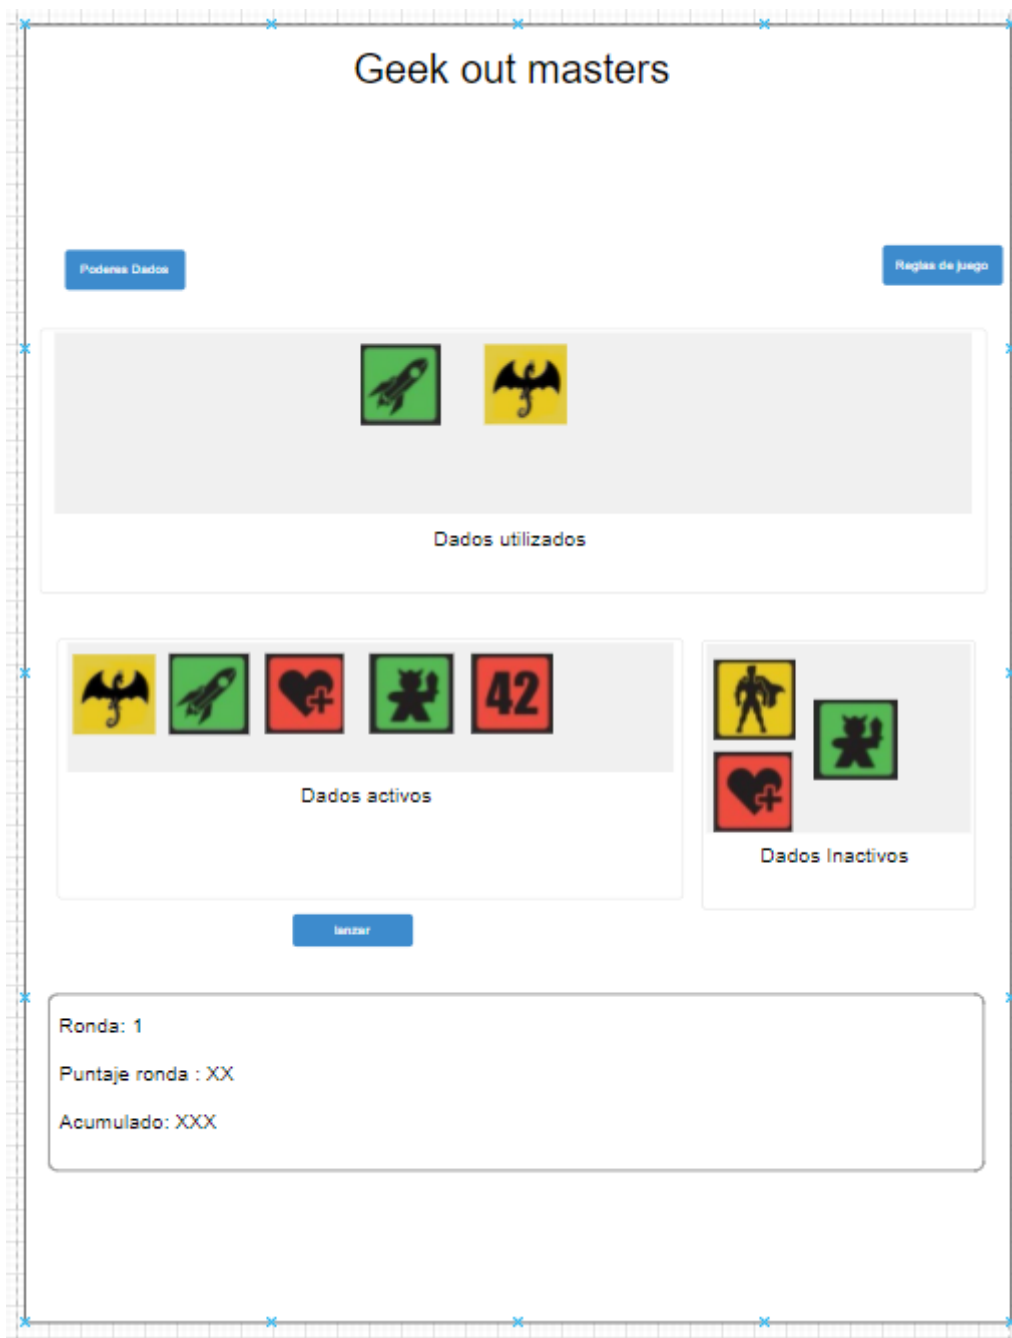 Geek out masters
Poderes Dados
Reglas de juego
Dados utilizados
42
Dados activos
Dados Inactivos
lanzar
Ronda: 1
Puntaje ronda : XX
Acumulado: XXX